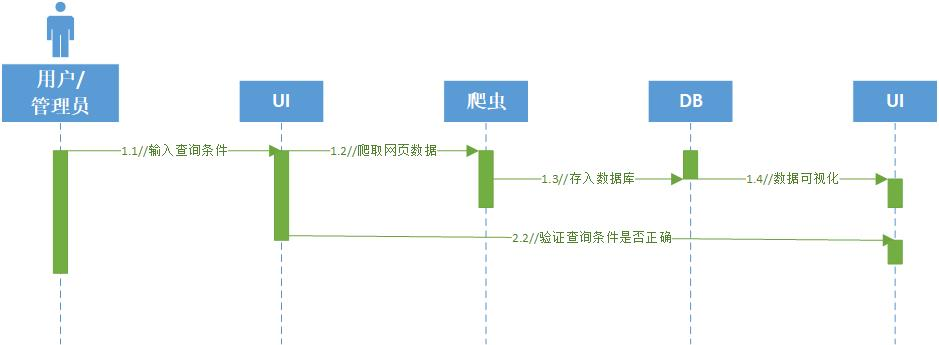 用户/
管理员
UI
爬虫
DB
UI
1.1//输入查询条件
1.2//爬取网页数据
1.3//存入数据库
1.4//数据可视化
2.2//验证查询条件是否正确